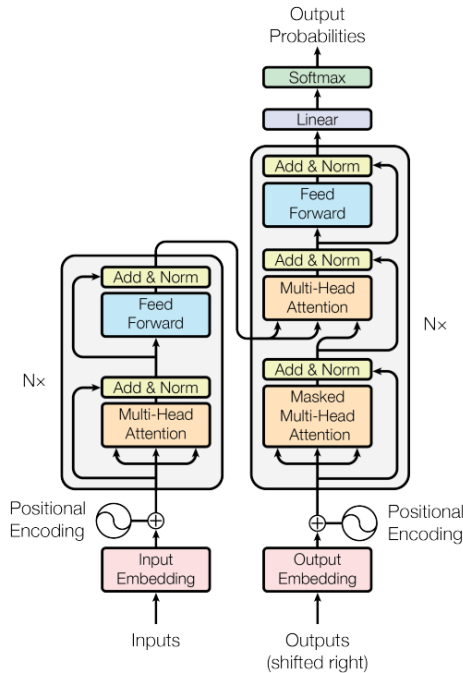 Output
Probabilities
Softmax
Linear
Add & Norm
Feed
Forward
Add & Norm
Multi-Head
Attention
Add & Norm
Masked
Multi-Head
Attention
N×
Add & Norm
Feed
Forward
Add & Norm
Multi-Head
Attention
N×
Positional
Encoding
Positional
Encoding
Input
Embedding
Output
Embedding
Inputs
Outputs
(shifted right)